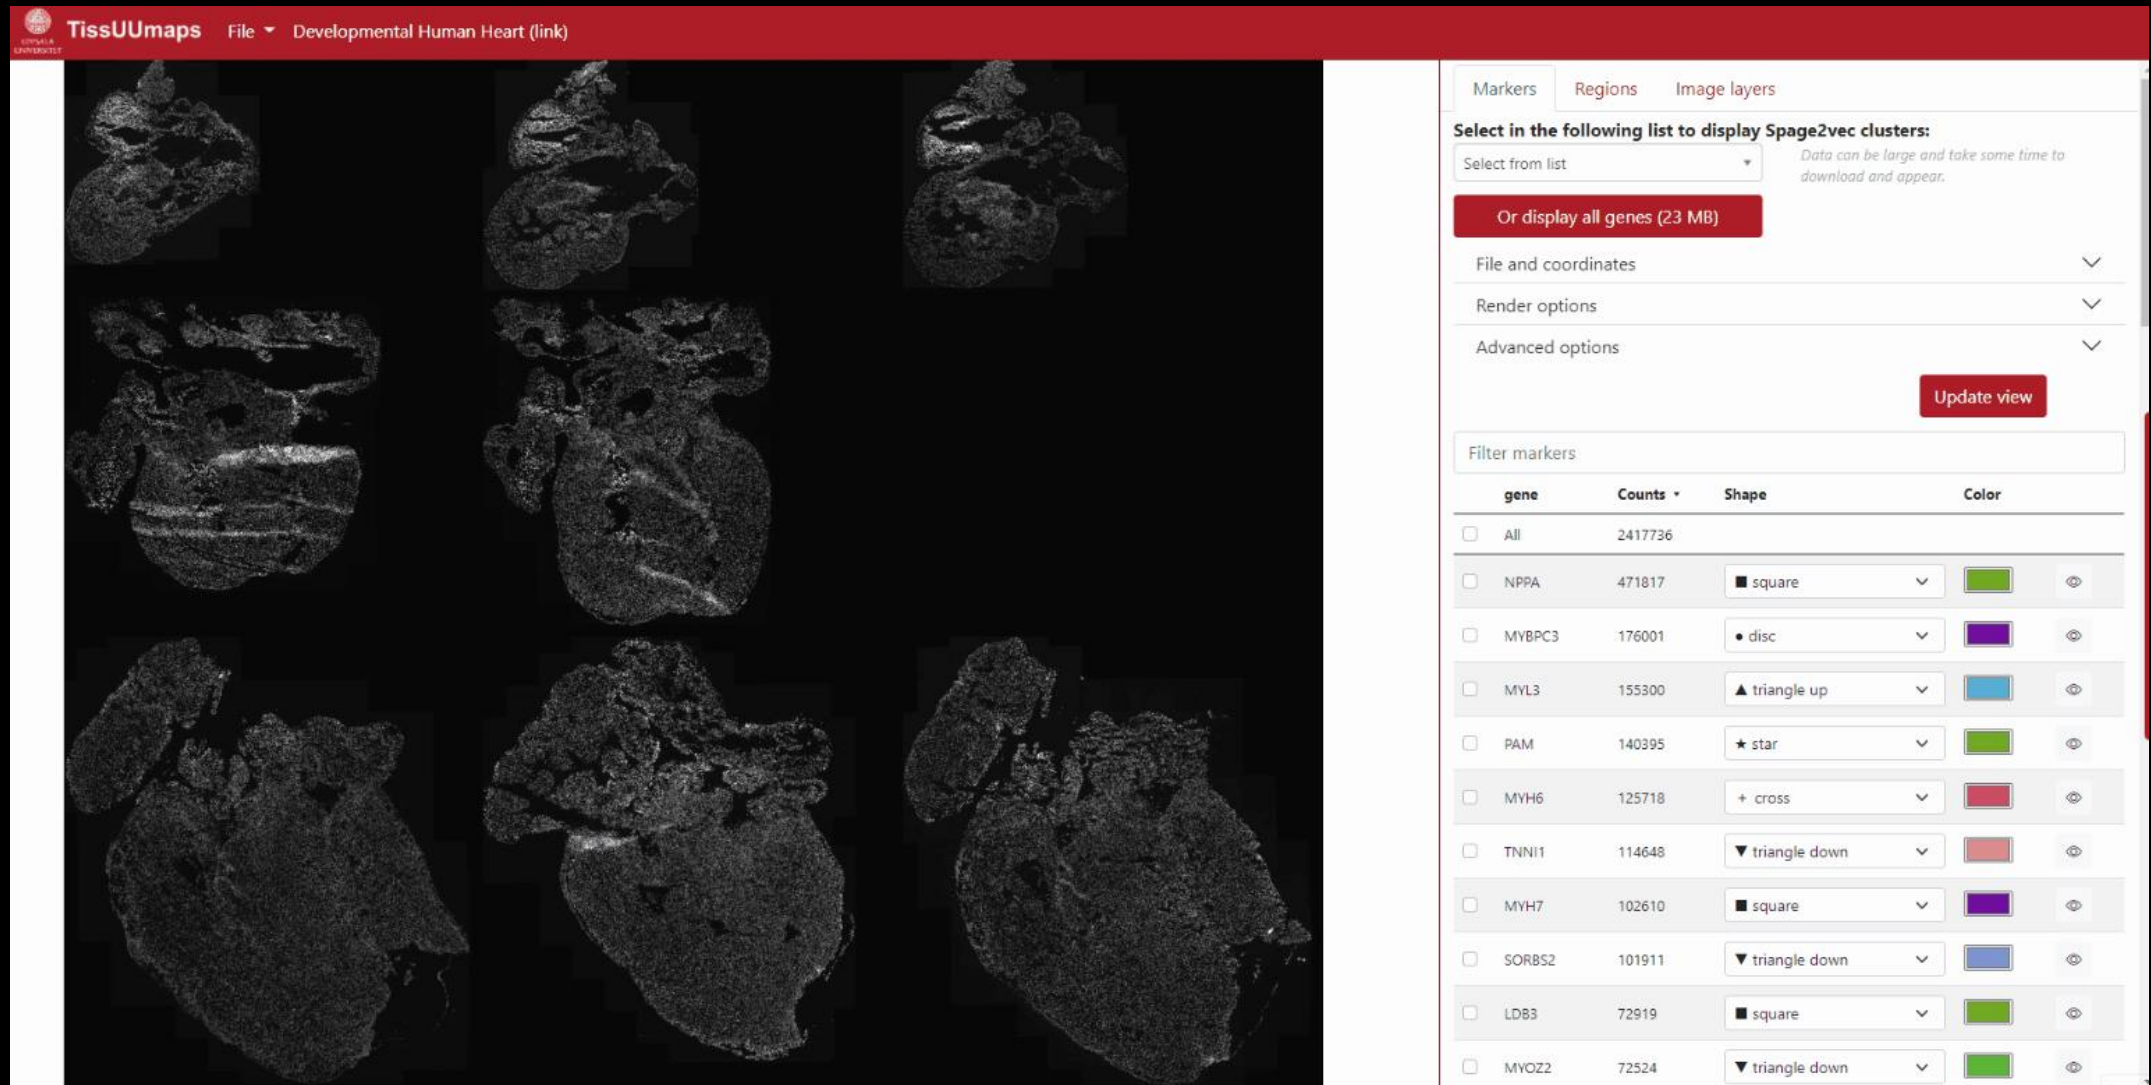 UPPSALA
UNIVERSITET
TissUUmaps File Developmental Human Heart (link)
Markers Regions Image layers
Select in the following list to display Spage2vec clusters:
Select from list
Data can be large and take some time to
download and appear.
Or display all genes (23 MB)
File and coordinates
Render options
Advanced options
Update view
Filter markers
gene Counts Shape Color
All 2417736
NPPA 471817 square
MYBPC3 176001 disc
MYL3 155300 triangle up
PAM 140395 star
MYH6 125718 cross
TNNI1 114648 triangle down
MYH7 102610 square
SORBS2 101911 triangle down
LDB3 72919 square
MYOZ2 72524 triangle down